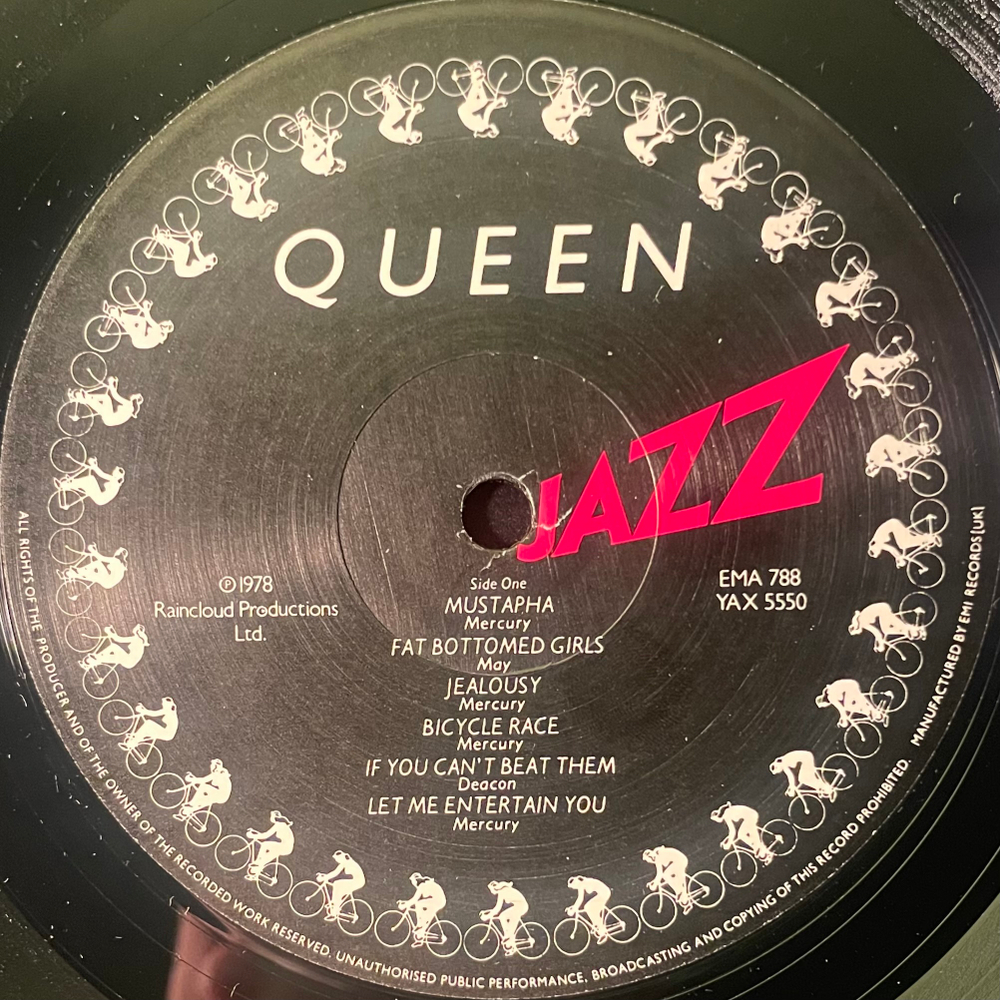 QUEEN
JAZZ
Ⓟ1978
Raincloud Productions
Ltd.
EMA 788
YAX 5550
Side One
MUSTAPHA
Mercury
FAT BOTTOMED GIRLS
May
JEALOUSY
Mercury
BICYCLE RACE
Mercury
IF YOU CAN'T BEAT THEM
Deacon
LET ME ENTERTAIN YOU
Mercury
ALL RIGHTS OF THE PRODUCER AND OF THE OWNER OF THE RECORDED WORK RESERVED. UNAUTHORISED PUBLIC PERFORMANCE, BROADCASTING AND COPYING OF THIS RECORD PROHIBITED. MANUFACTURED BY EMI RECORDS [UK]